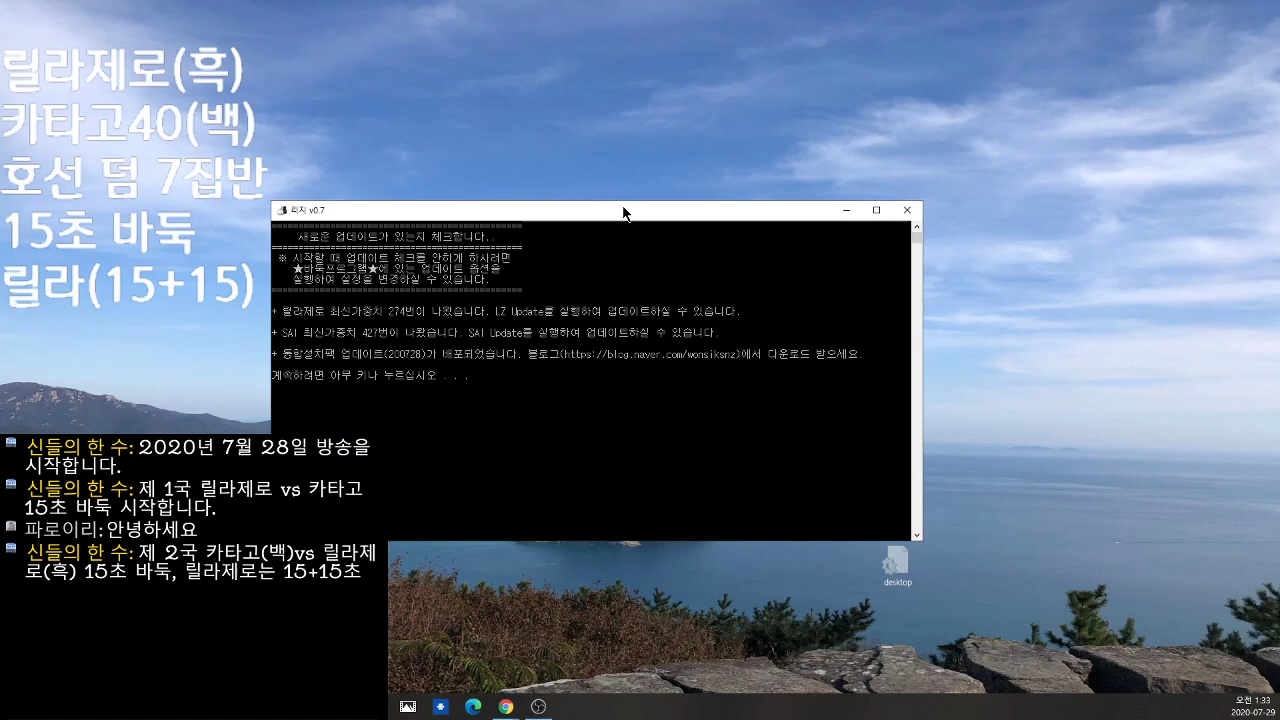 릴라제로(흑)
카타고40(백)
호선 덤 7집반
15초 바둑
릴라(15+15)
리지 v0.7
새로운 업데이트가 있는지 체크합니다..
※ 시작할 때 업데이트 체크를 안하게 하시려면
★바둑프로그램★에 있는 업데이트 옵션을
실행하여 설정을 변경하실 수 있습니다.
+ 릴라제로 최신가중치 274번이 나왔습니다. LZ Update를 실행하여 업데이트하실 수 있습니다.
+ SAI 최신가중치 427번이 나왔습니다. SAI Update를 실행하여 업데이트하실 수 있습니다.
+ 통합설치팩 업데이트(200728)가 배포되었습니다. 블로그(https://blog.naver.com/wonsiksnz)에서 다운로드 받으세요.
계속하려면 아무 키나 누르십시오 . . .
신들의 한 수: 2020년 7월 28일 방송을
시작합니다.
신들의 한 수: 제 1국 릴라제로 vs 카타고
15초 바둑 시작합니다.
파로이리: 안녕하세요
신들의 한 수: 제 2국 카타고(백)vs 릴라제
로(흑) 15초 바둑, 릴라제로는 15+15초
desktop
오전 1:33
2020-07-29